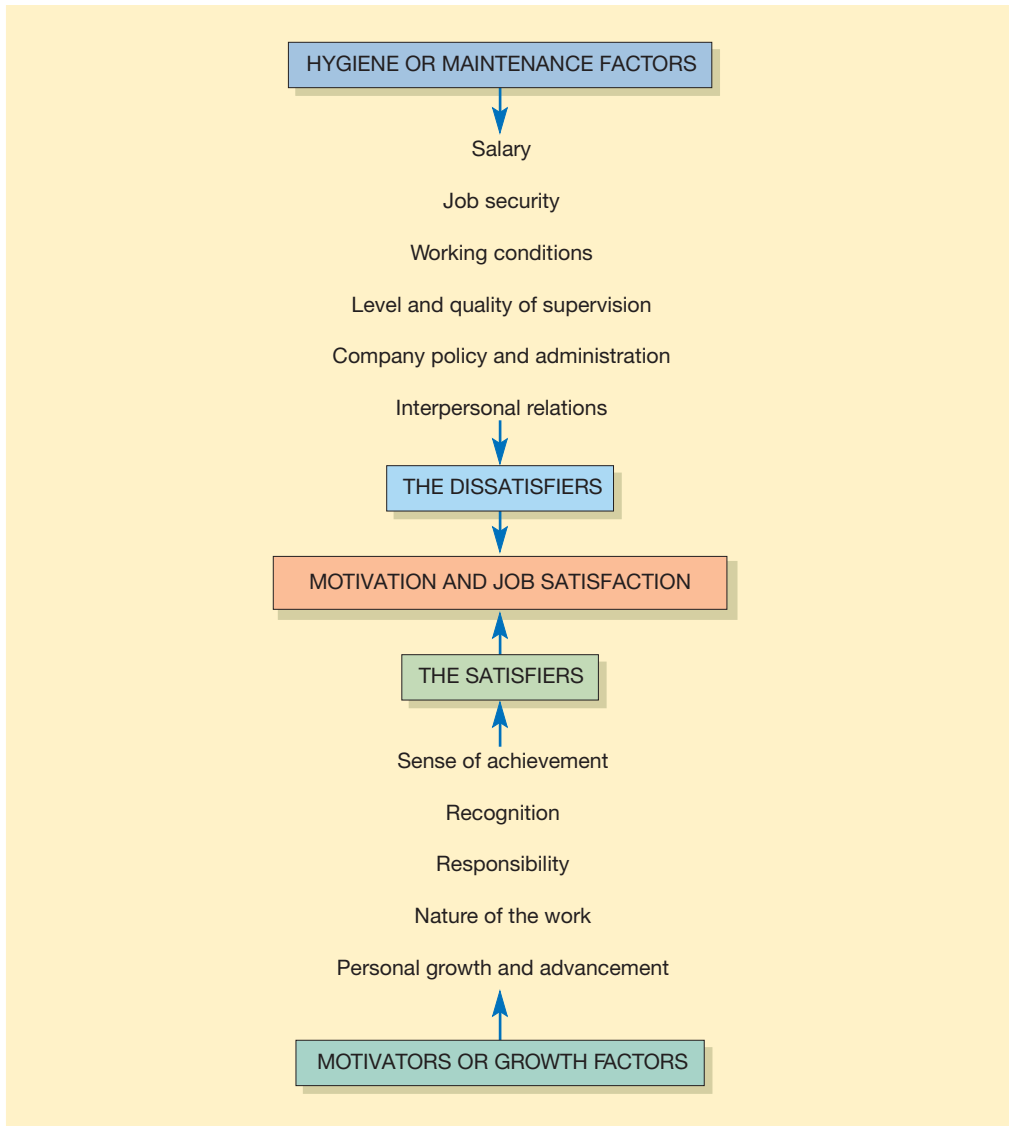 HYGIENE OR MAINTENANCE FACTORS
Salary
Job security
Working conditions
Level and quality of supervision
Company policy and administration
Interpersonal relations
THE DISSATISFIERS
MOTIVATION AND JOB SATISFACTION
THE SATISFIERS
Sense of achievement
Recognition
Responsibility
Nature of the work
Personal growth and advancement
MOTIVATORS OR GROWTH FACTORS